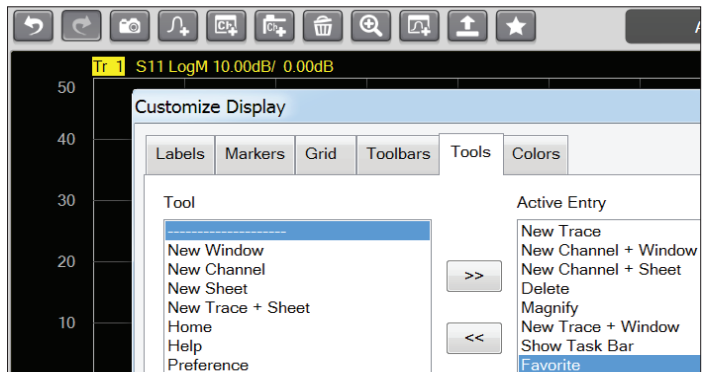 Ch
Ch
A
Tr 1 S11 LogM 10.00dB/ 0.00dB
50
Customize Display
40
Labels Markers Grid Toolbars Tools Colors
30
Tool Active Entry
--------------------
New Trace
New Window
New Channel + Window
20
New Channel
>>
New Channel + Sheet
New Sheet
Delete
New Trace + Sheet
Magnify
10
Home
<<
New Trace + Window
Help
Show Task Bar
Preference
Favorite